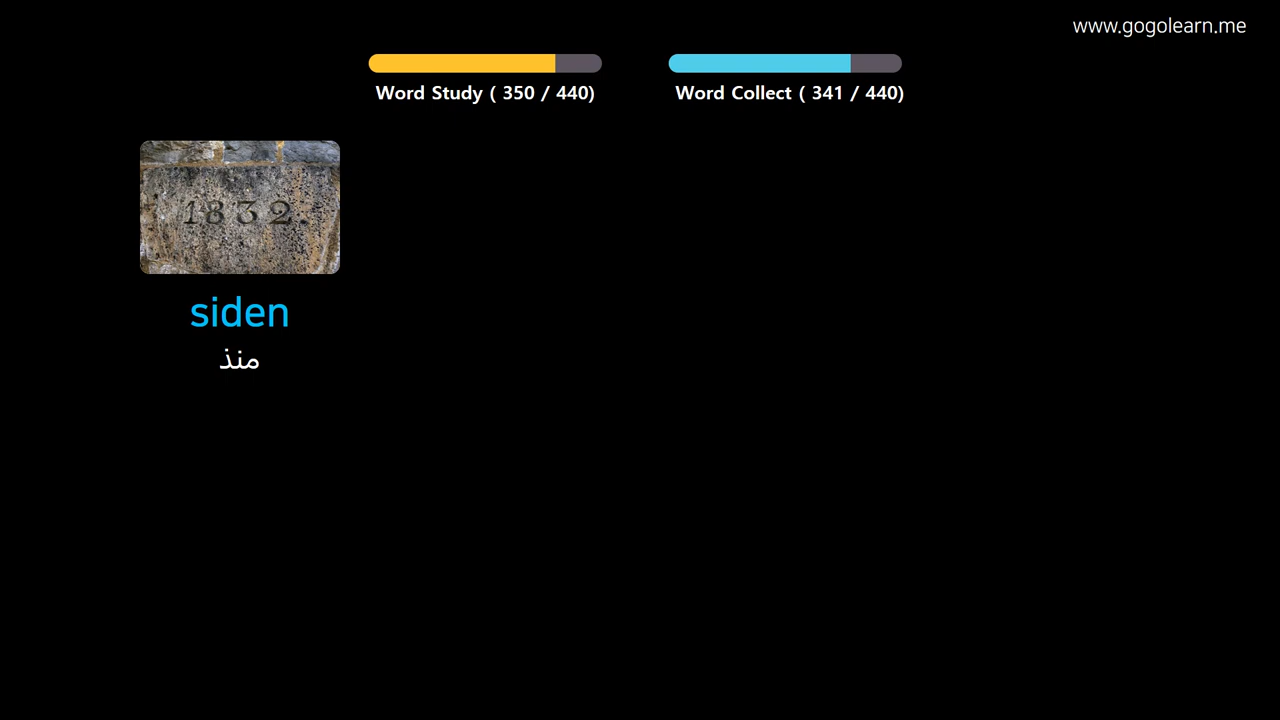 www.gogolearn.me
Word Study ( 350 / 440)
Word Collect ( 341 / 440)
1832.
siden
منذ